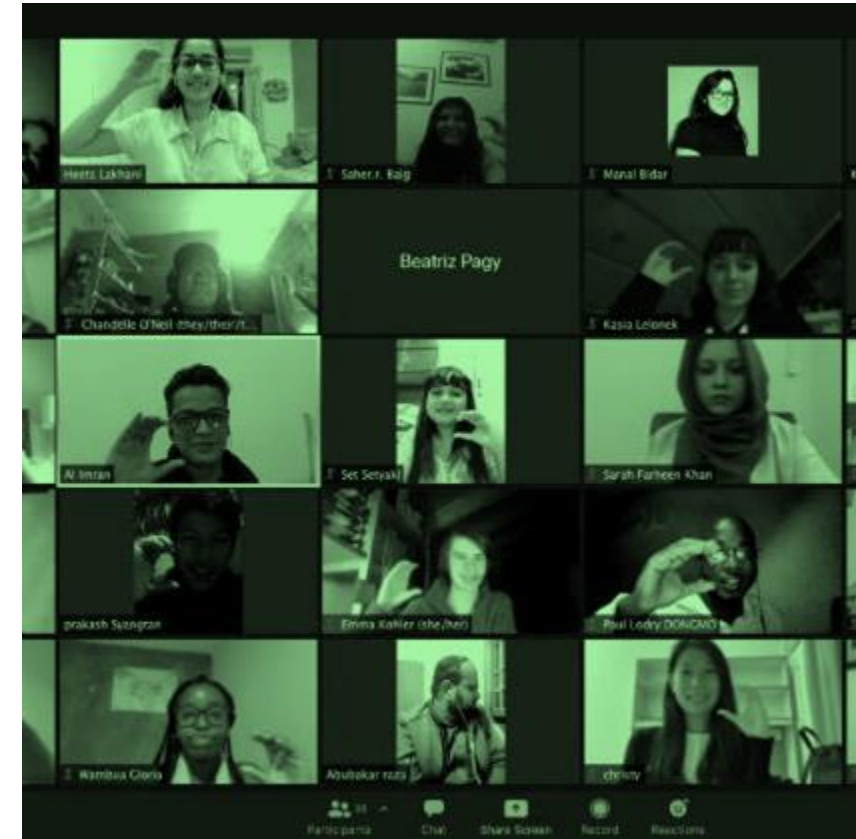 Heeta Lakhani
Saher.r. Baig
Manal Bidar
Chandelle O'Neil (they/their/t...
Beatriz Pagy
Kasia Lelonek
Al Imran
Set Setyaki
Sarah Farheen Khan
prakash Syangtan
Emma Kohler (she/her)
Paul Lodry DONGMO
Wambua Gloria
Abubakar raza
christy
Participants
Chat
Share Screen
Record
Reactions